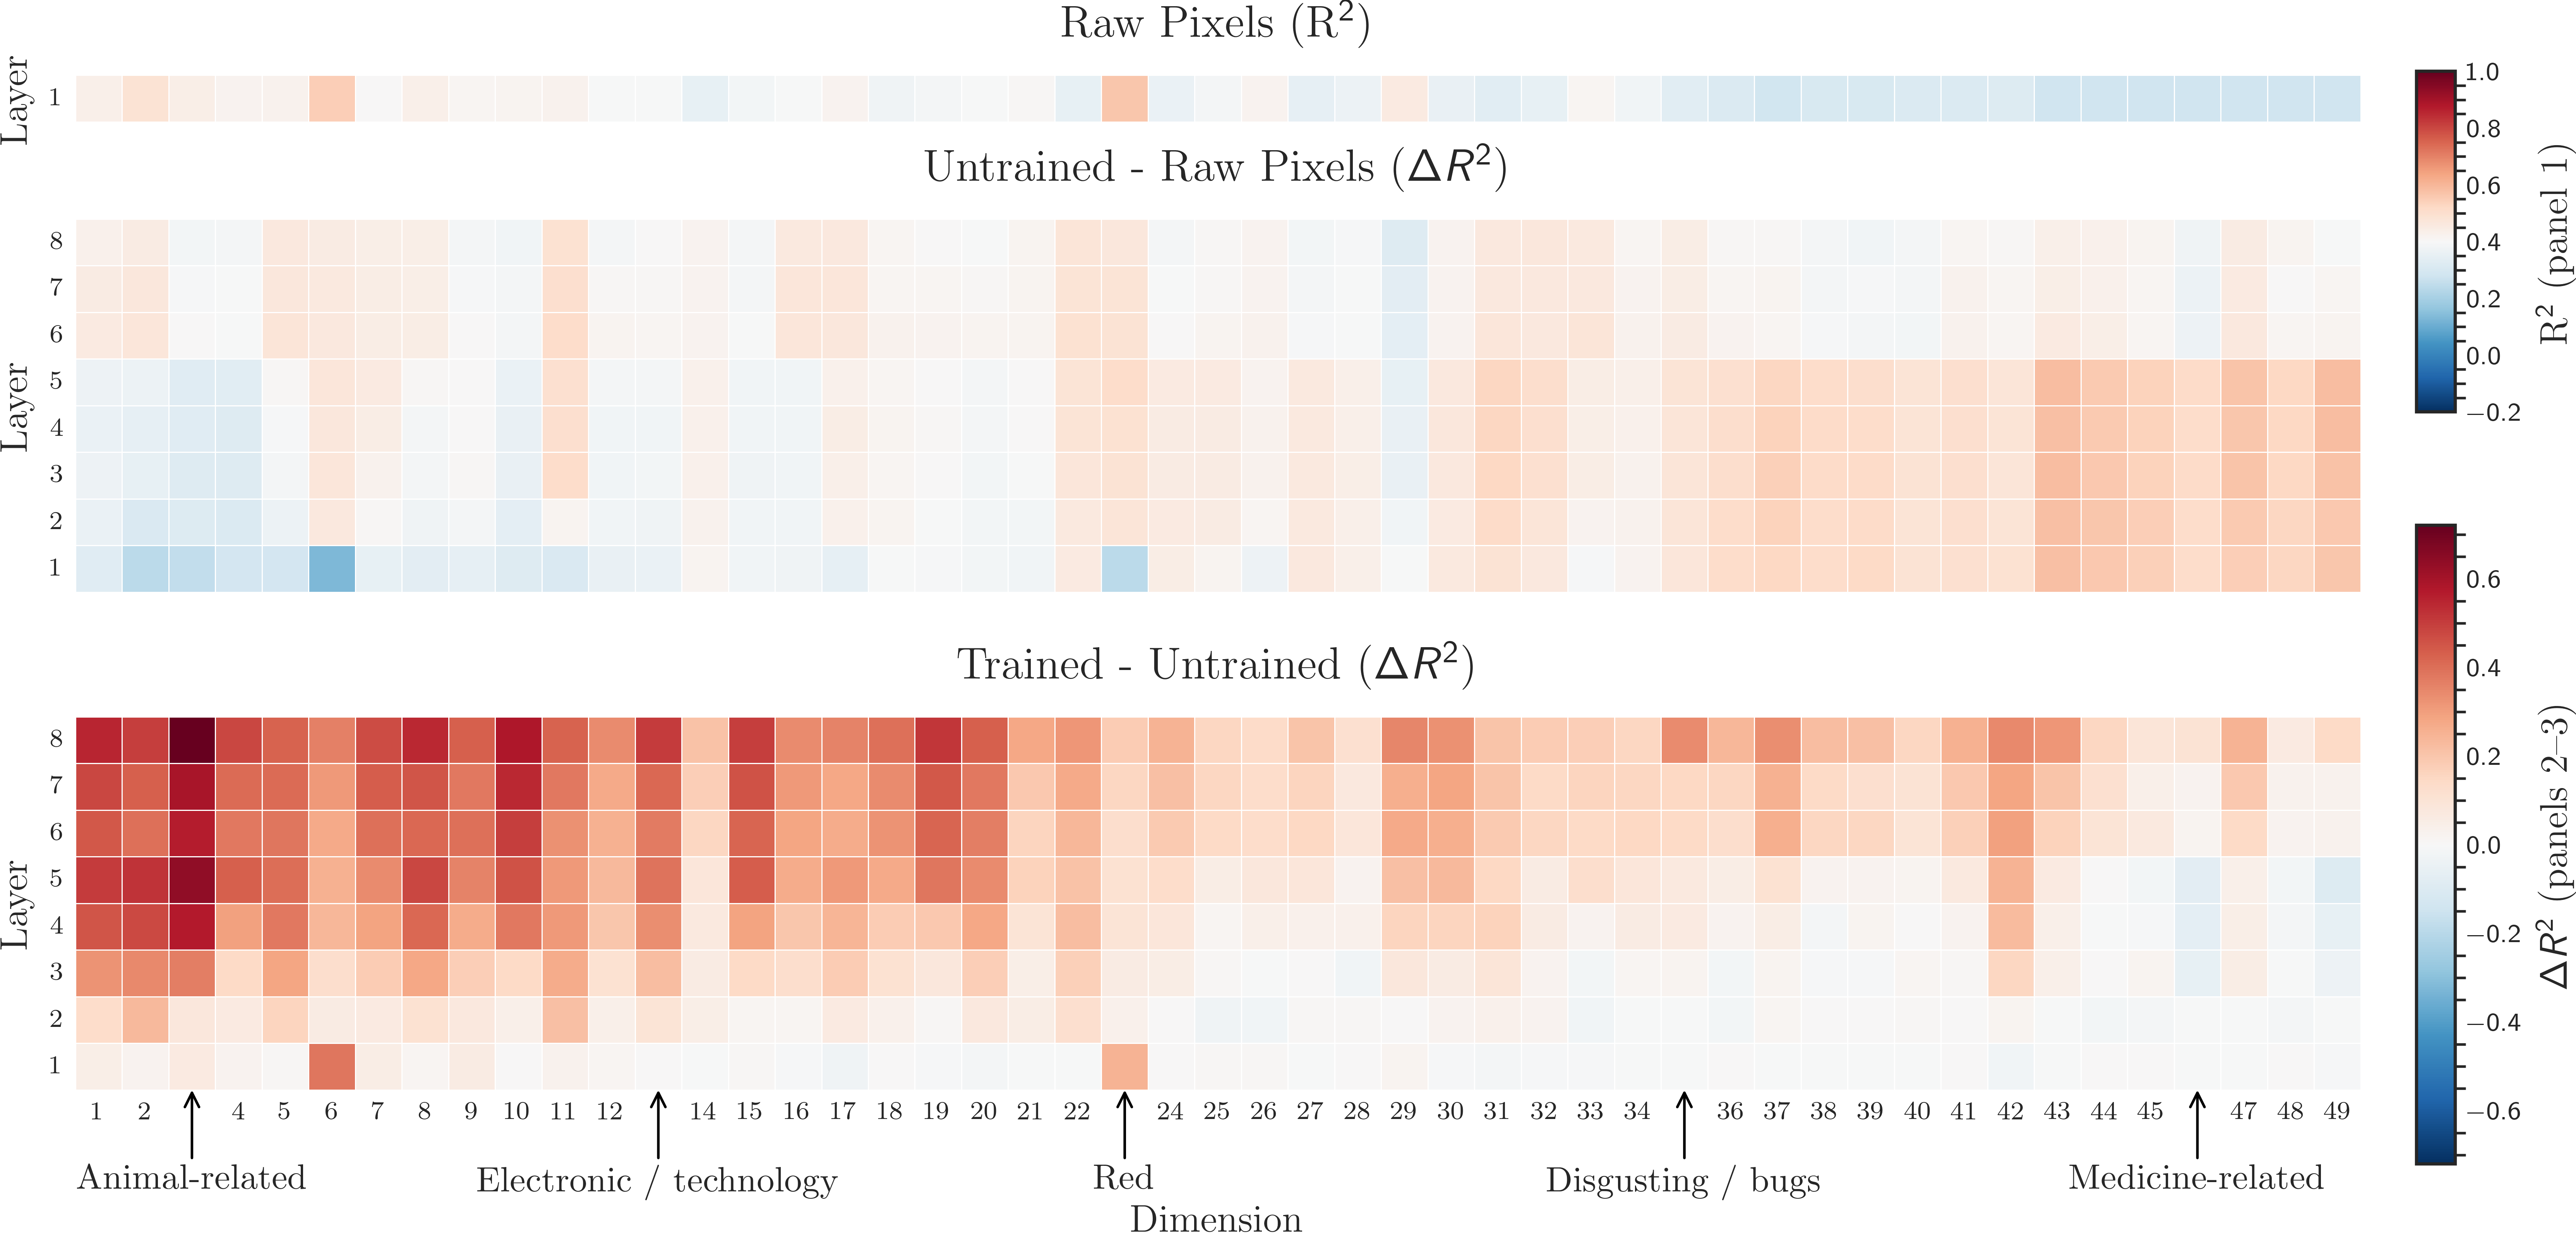 Raw Pixels (R²)
Layer
1
Untrained - Raw Pixels (ΔR²)
Layer
8
7
6
5
4
3
2
1
Trained - Untrained (ΔR²)
Layer
8
7
6
5
4
3
2
1
1 2 4 5 6 7 8 9 10 11 12 14 15 16 17 18 19 20 21 22 24 25 26 27 28 29 30 31 32 33 34 36 37 38 39 40 41 42 43 44 45 47 48 49
Animal-related Electronic / technology Red Disgusting / bugs Medicine-related
Dimension
1.0
0.8
0.6
0.4
0.2
0.0
−0.2
R² (panel 1)
0.6
0.4
0.2
0.0
−0.2
−0.4
−0.6
ΔR² (panels 2–3)